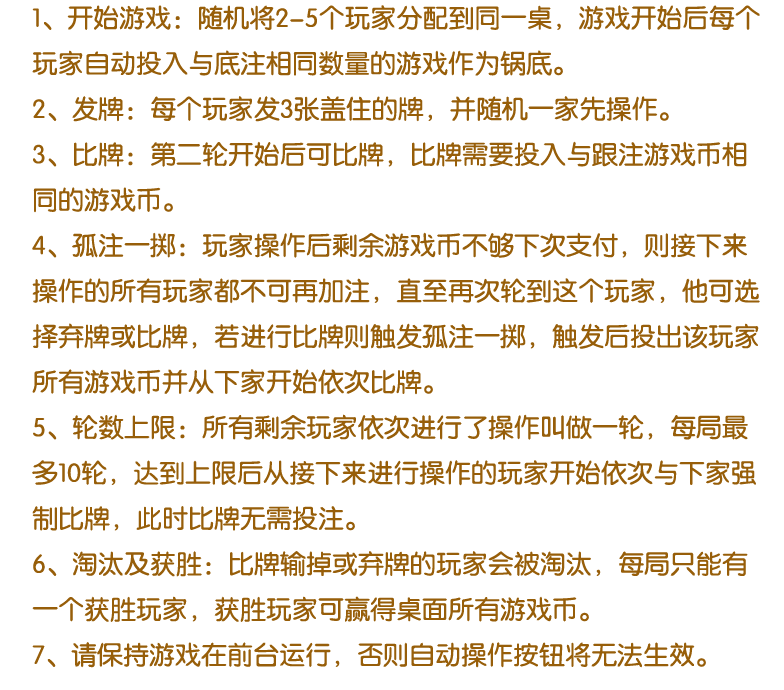 1、开始游戏：随机将2-5个玩家分配到同一桌，游戏开始后每个
玩家自动投入与底注相同数量的游戏作为锅底。
2、发牌：每个玩家发3张盖住的牌，并随机一家先操作。
3、比牌：第二轮开始后可比牌，比牌需要投入与跟注游戏币相
同的游戏币。
4、孤注一掷：玩家操作后剩余游戏币不够下次支付，则接下来
操作的所有玩家都不可再加注，直至再次轮到这个玩家，他可选
择弃牌或比牌，若进行比牌则触发孤注一掷，触发后投出该玩家
所有游戏币并从下家开始依次比牌。
5、轮数上限：所有剩余玩家依次进行了操作叫做一轮，每局最
多10轮，达到上限后从接下来进行操作的玩家开始依次与下家强
制比牌，此时比牌无需投注。
6、淘汰及获胜：比牌输掉或弃牌的玩家会被淘汰，每局只能有
一个获胜玩家，获胜玩家可赢得桌面所有游戏币。
7、请保持游戏在前台运行，否则自动操作按钮将无法生效。